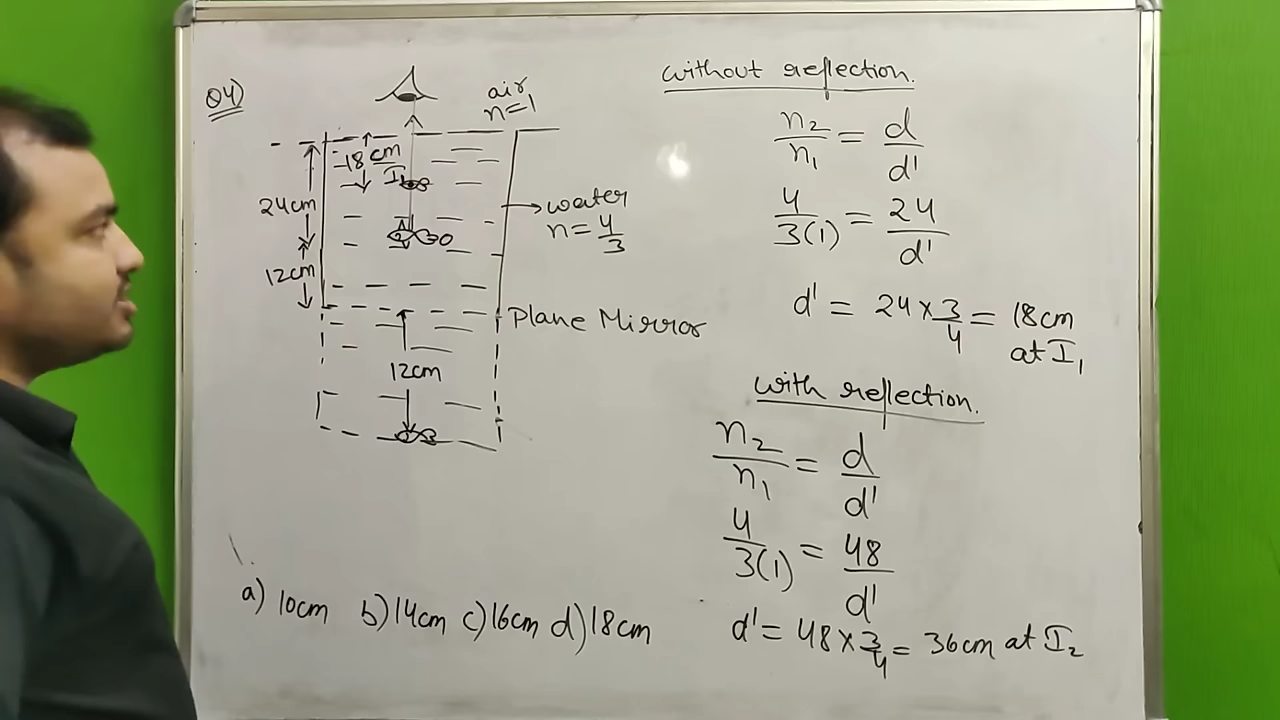 Q4)
air
n=1
18cm
I₁
24cm
O
water
n=4/3
12cm
Plane Mirror
12cm
a) 10cm b) 14cm c) 16cm d) 18cm
without reflection.
n₂/n₁ = d/d'
4/3(1) = 24/d'
d' = 24×3/4 = 18cm
at I₁
with reflection.
n₂/n₁ = d/d'
4/3(1) = 48/d'
d' = 48×3/4 = 36cm at I₂